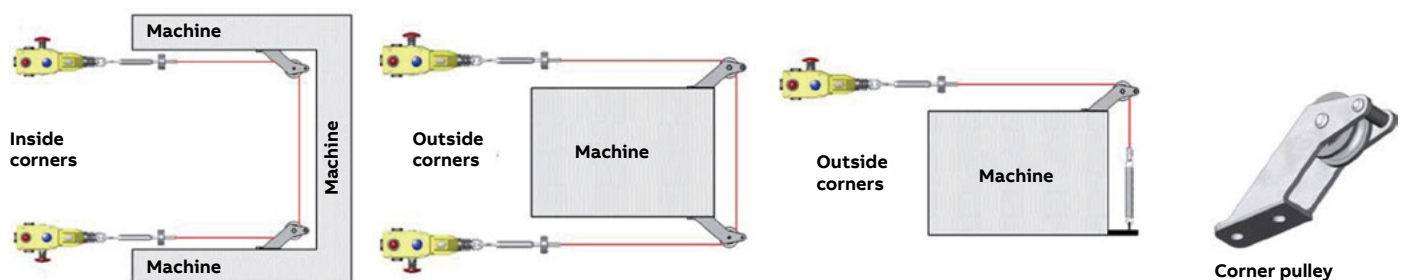 Machine
Inside
corners
Machine
Machine
Outside
corners
Machine
Outside
corners
Machine
Corner pulley